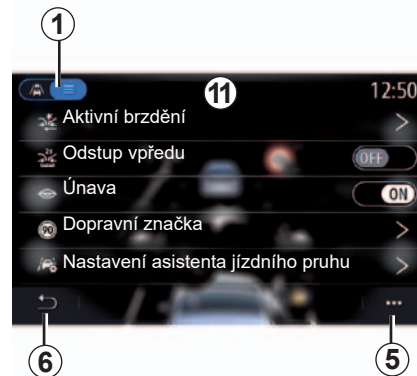 1
11
12:50
Aktivní brzdění
Odstup vpředu OFF
Únava ON
90 Dopravní značka
Nastavení asistenta jízdního pruhu
6
5